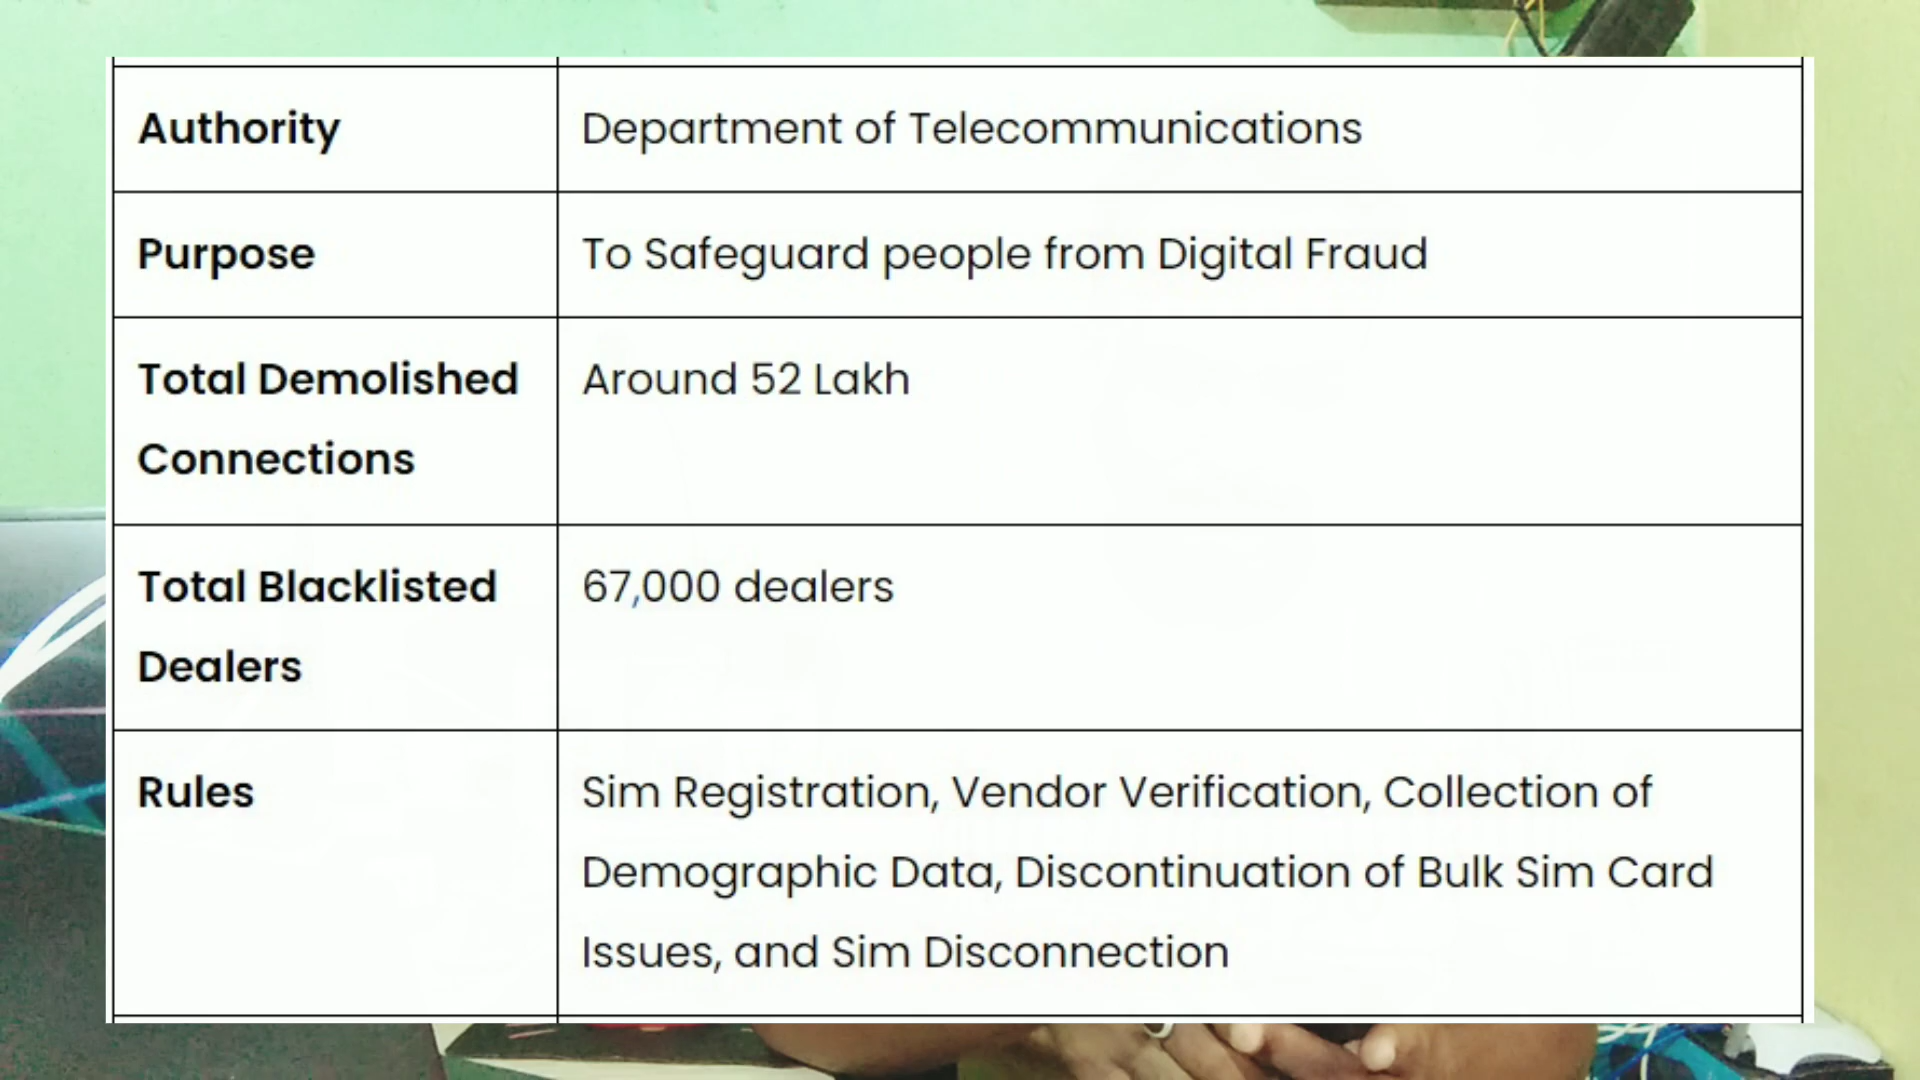 Authority
Department of Telecommunications
Purpose
To Safeguard people from Digital Fraud
Total Demolished
Connections
Around 52 Lakh
Total Blacklisted
Dealers
67,000 dealers
Rules
Sim Registration, Vendor Verification, Collection of
Demographic Data, Discontinuation of Bulk Sim Card
Issues, and Sim Disconnection